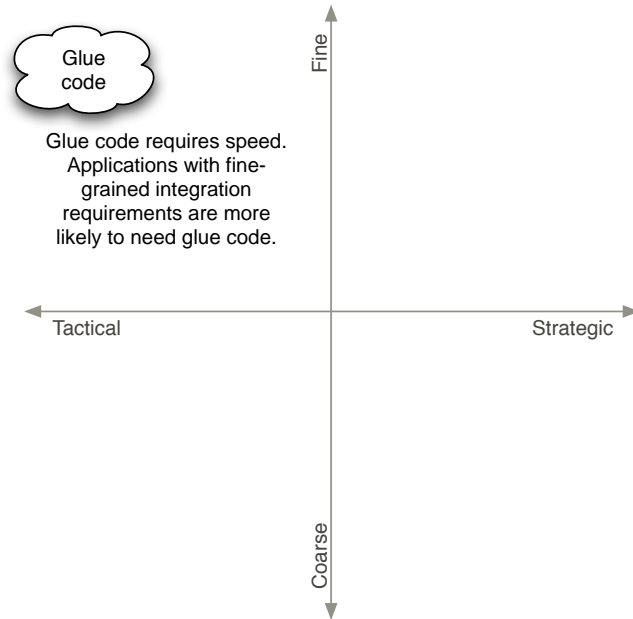 Glue
code
Fine
Glue code requires speed.
Applications with fine-
grained integration
requirements are more
likely to need glue code.
Tactical
Strategic
Coarse